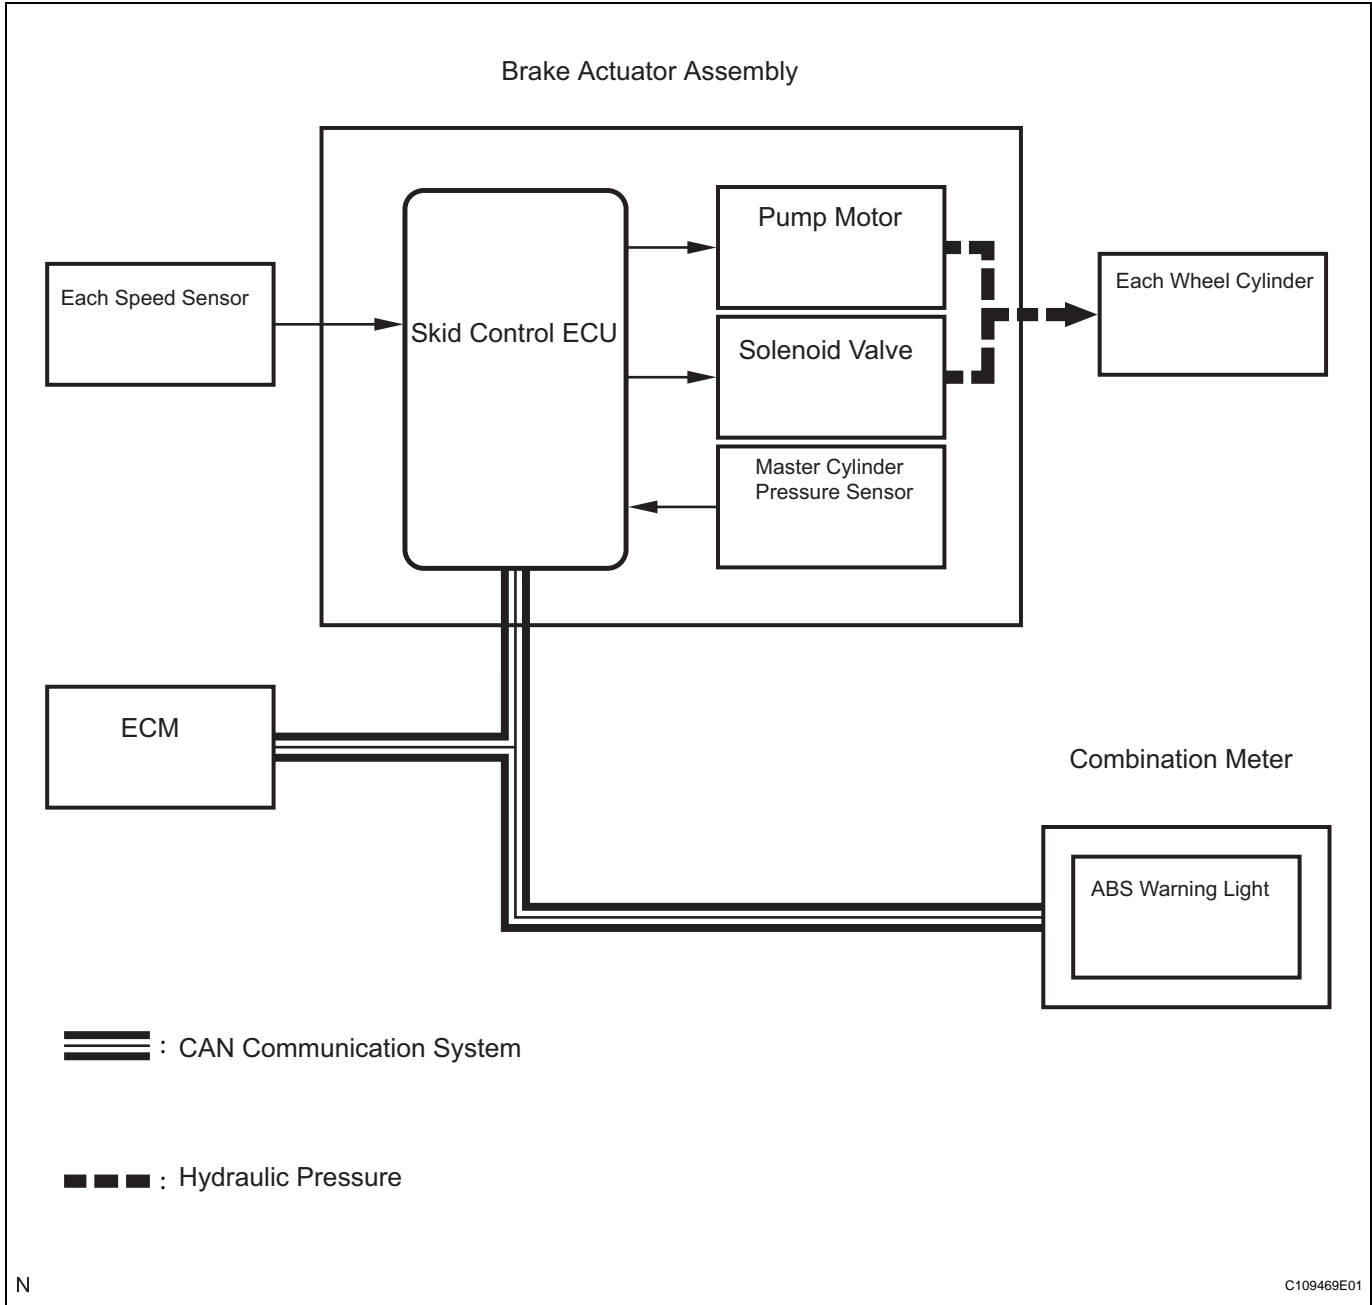 Brake Actuator Assembly
Pump Motor
Each Speed Sensor
Each Wheel Cylinder
Skid Control ECU
Solenoid Valve
Master Cylinder
Pressure Sensor
ECM
Combination Meter
ABS Warning Light
: CAN Communication System
: Hydraulic Pressure
N
C109469E01